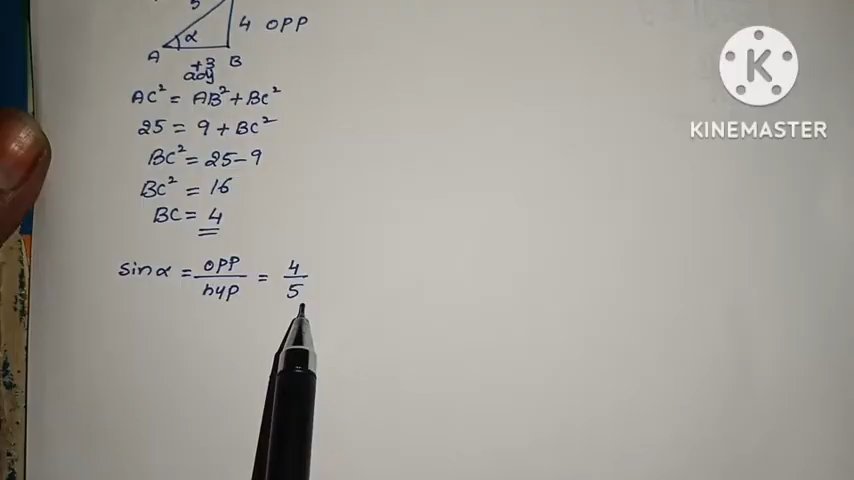 5
4 OPP
α
A
+3
B
adj
AC² = AB² + BC²
25 = 9 + BC²
BC² = 25 - 9
BC² = 16
BC = 4
sin α = OPP/hyp = 4/5
K
KINEMASTER